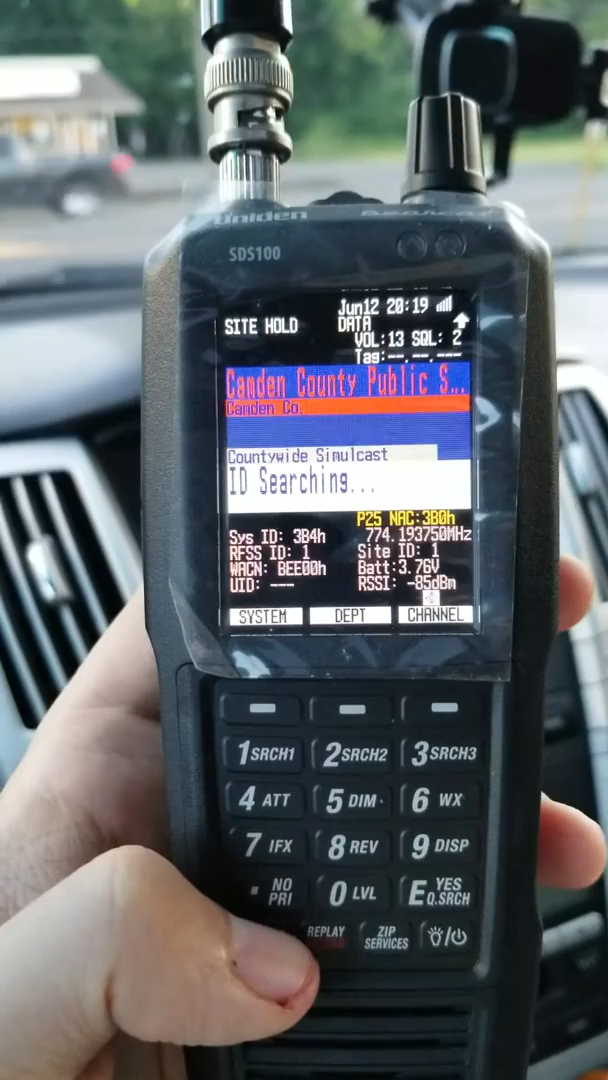 Uniden
SDS100
Jun12 20:19
SITE HOLD DATA
VOL:13 SQL: 2
Tag:--.--.---
Camden County Public S...
Camden Co.
Countywide Simulcast
ID Searching...
P25 NAC:3B0h
Sys ID: 3B4h 774.193750MHz
RFSS ID: 1 Site ID: 1
WACN: BEE00h Batt:3.76V
UID: --- RSSI: -85dBm
SYSTEM DEPT CHANNEL
1 SRCH1 2 SRCH2 3 SRCH3
4 ATT 5 DIM 6 WX
7 IFX 8 REV 9 DISP
. NO PRI 0 LVL E YES Q.SRCH
REPLAY ZIP SERVICES